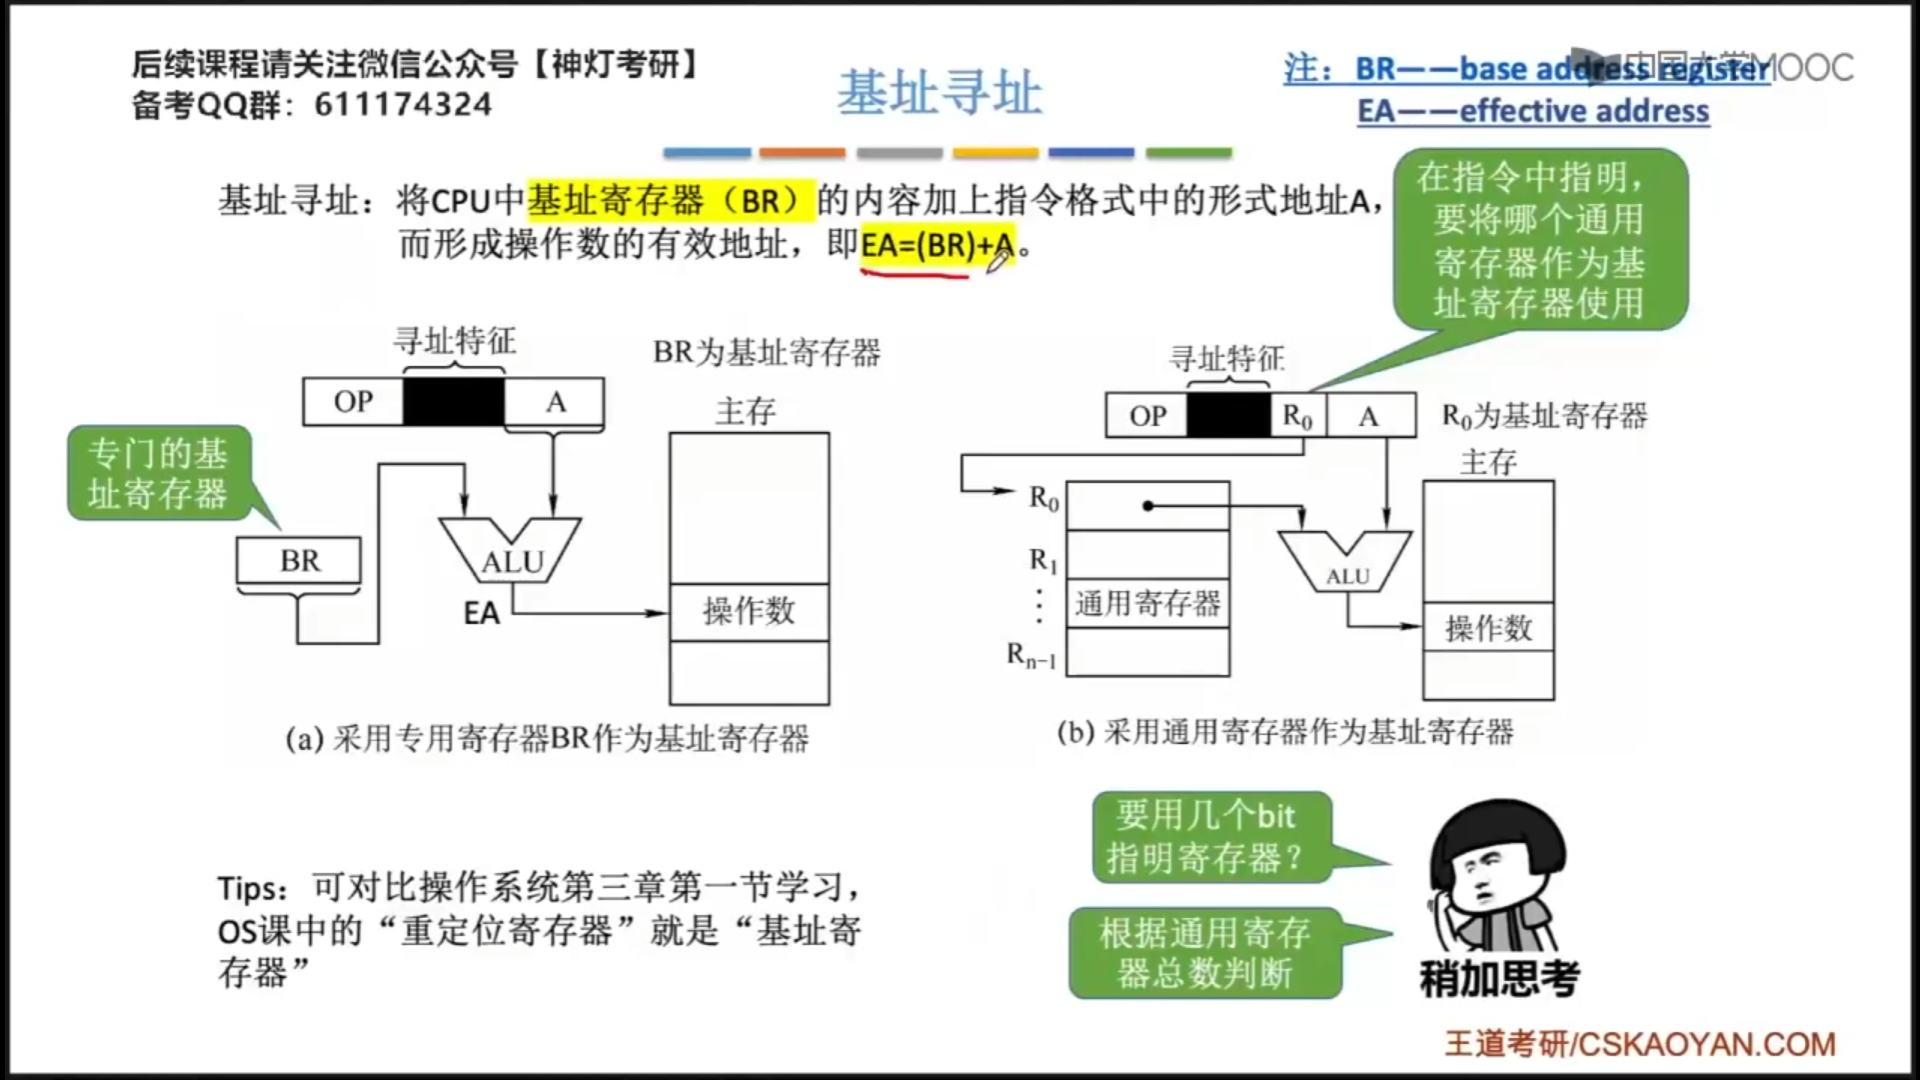 后续课程请关注微信公众号【神灯考研】
备考QQ群：611174324
基址寻址
注：BR——base address register
EA——effective address
中国大学MOOC
基址寻址：将CPU中基址寄存器（BR）的内容加上指令格式中的形式地址A，
而形成操作数的有效地址，即EA=(BR)+A。
在指令中指明，
要将哪个通用
寄存器作为基
址寄存器使用
寻址特征
BR为基址寄存器
OP
A
主存
专门的基
址寄存器
BR
ALU
EA
操作数
(a) 采用专用寄存器BR作为基址寄存器
寻址特征
OP
R₀
A
R₀为基址寄存器
主存
R₀
R₁
⋮
通用寄存器
Rₙ₋₁
ALU
操作数
(b) 采用通用寄存器作为基址寄存器
要用几个bit
指明寄存器？
根据通用寄存
器总数判断
稍加思考
Tips：可对比操作系统第三章第一节学习，
OS课中的“重定位寄存器”就是“基址寄
存器”
王道考研/CSKAOYAN.COM